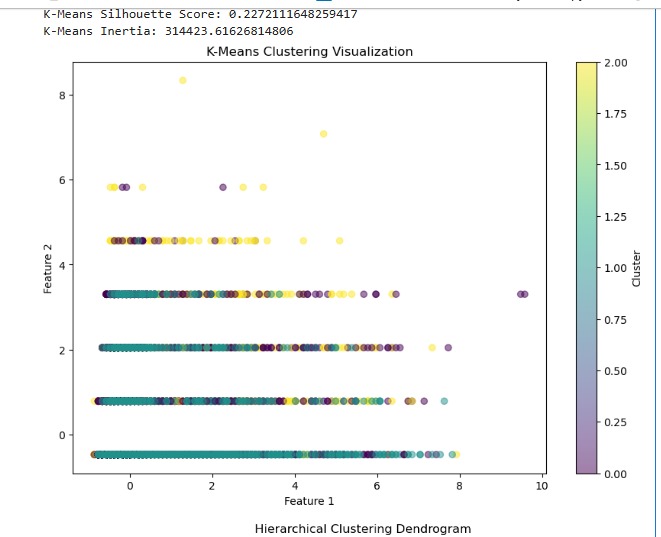 K-Means Silhouette Score: 0.2272111648259417
K-Means Inertia: 314423.61626814806
K-Means Clustering Visualization
8
6
4
2
0
Feature 2
0
2
4
6
8
10
Feature 1
2.00
1.75
1.50
1.25
1.00
0.75
0.50
0.25
0.00
Cluster
Hierarchical Clustering Dendrogram